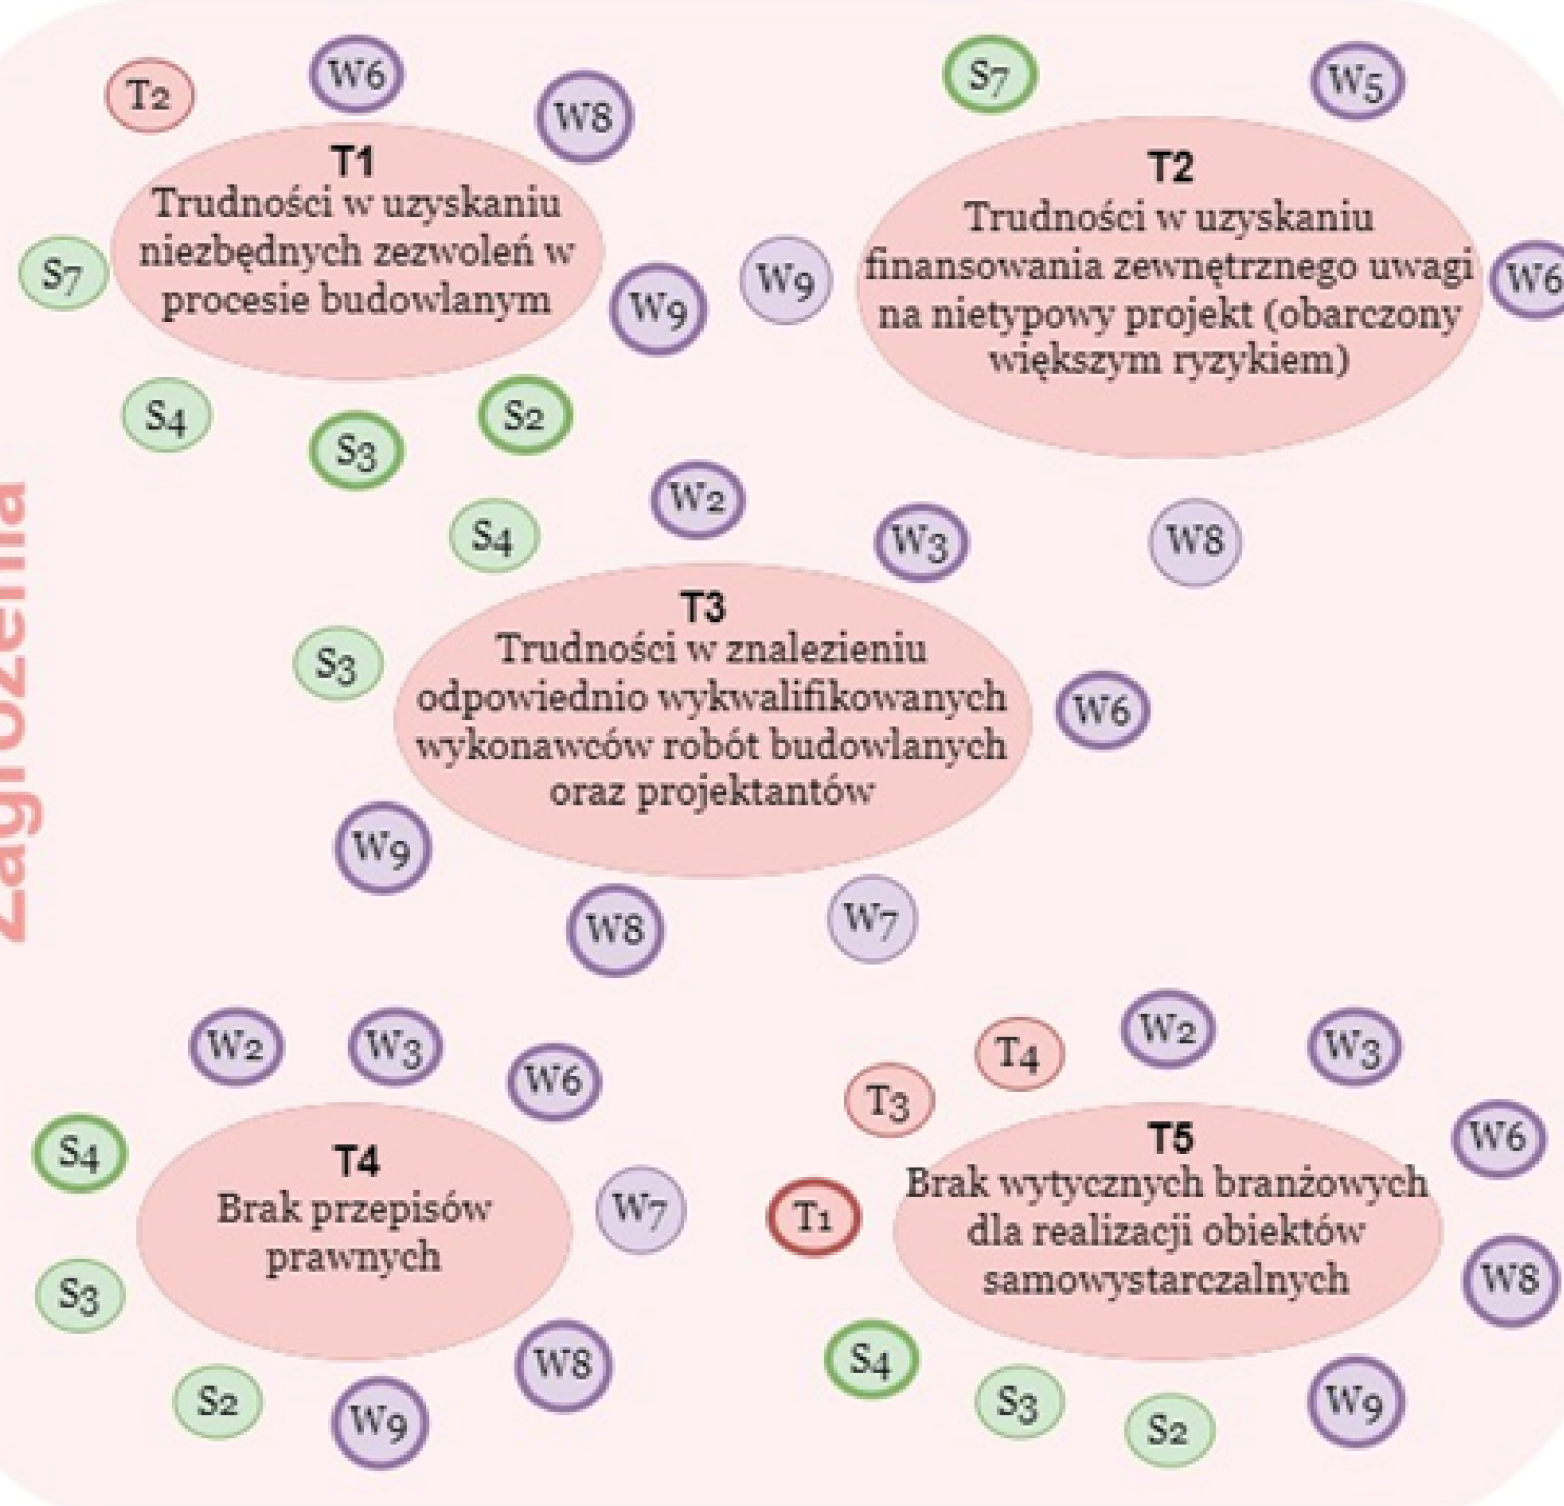 Zagrożenia
T2
W6
W8
T1
Trudności w uzyskaniu
niezbędnych zezwoleń w
procesie budowlanym
S7
W9
S4
S3
S2
S7
W5
T2
Trudności w uzyskaniu
finansowania zewnętrznego uwagi
na nietypowy projekt (obarczony
większym ryzykiem)
W9
W6
W8
S4
W2
W3
T3
Trudności w znalezieniu
odpowiednio wykwalifikowanych
wykonawców robót budowlanych
oraz projektantów
S3
W6
W9
W8
W7
W2
W3
W6
S4
T4
Brak przepisów
prawnych
W7
S3
S2
W9
W8
T3
T4
W2
W3
W6
T1
T5
Brak wytycznych branżowych
dla realizacji obiektów
samowystarczalnych
W8
S4
S3
S2
W9